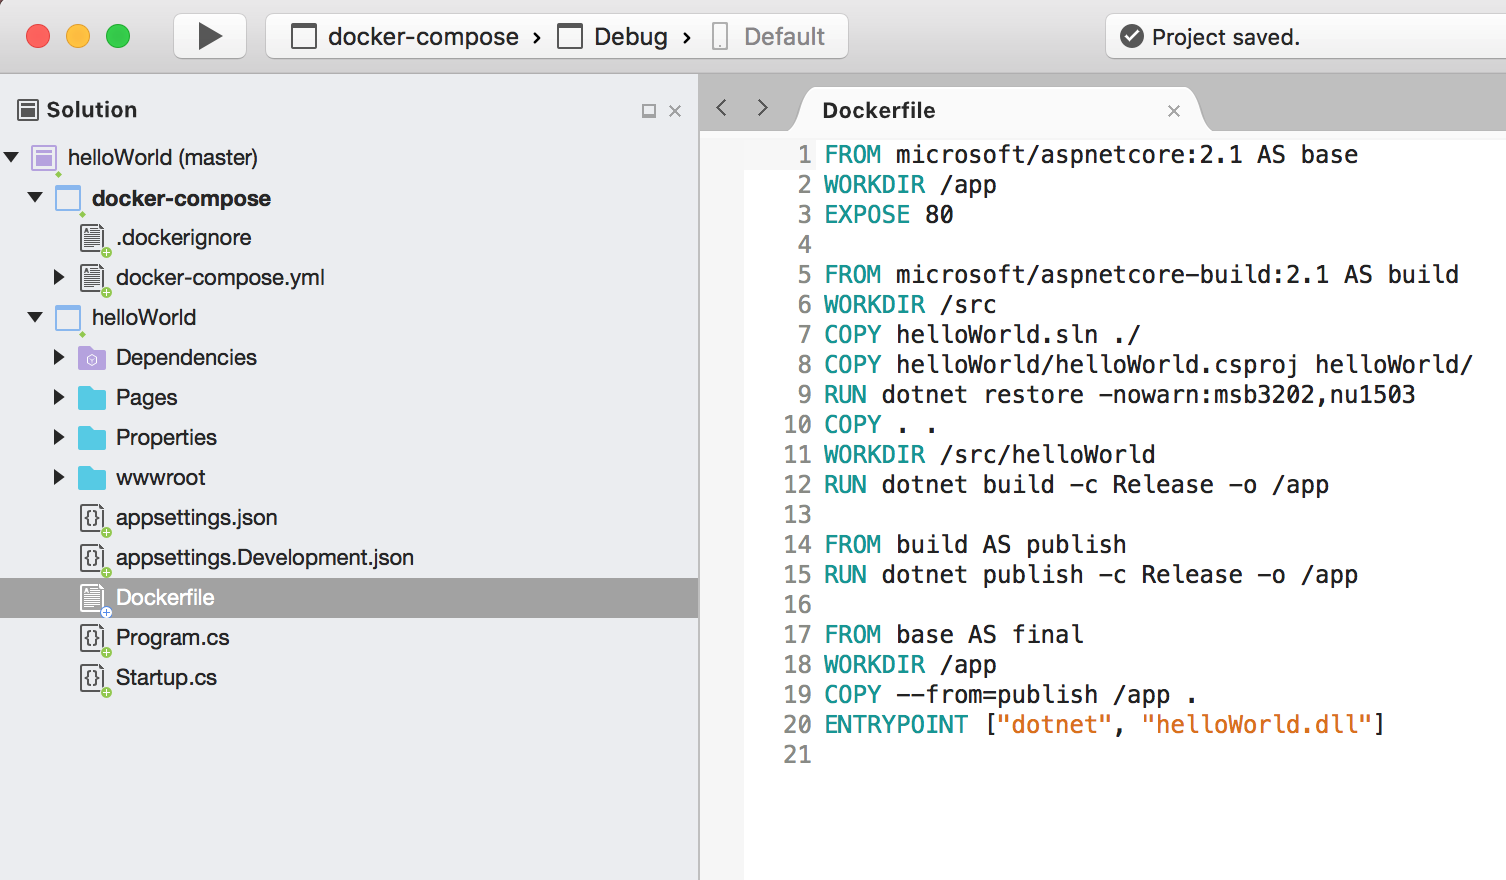 docker-compose › Debug › Default
Project saved.
Solution
helloWorld (master)
docker-compose
.dockerignore
docker-compose.yml
helloWorld
Dependencies
Pages
Properties
wwwroot
appsettings.json
appsettings.Development.json
Dockerfile
Program.cs
Startup.cs
Dockerfile
1 FROM microsoft/aspnetcore:2.1 AS base
2 WORKDIR /app
3 EXPOSE 80
4
5 FROM microsoft/aspnetcore-build:2.1 AS build
6 WORKDIR /src
7 COPY helloWorld.sln ./
8 COPY helloWorld/helloWorld.csproj helloWorld/
9 RUN dotnet restore -nowarn:msb3202,nu1503
10 COPY . .
11 WORKDIR /src/helloWorld
12 RUN dotnet build -c Release -o /app
13
14 FROM build AS publish
15 RUN dotnet publish -c Release -o /app
16
17 FROM base AS final
18 WORKDIR /app
19 COPY --from=publish /app .
20 ENTRYPOINT ["dotnet", "helloWorld.dll"]
21